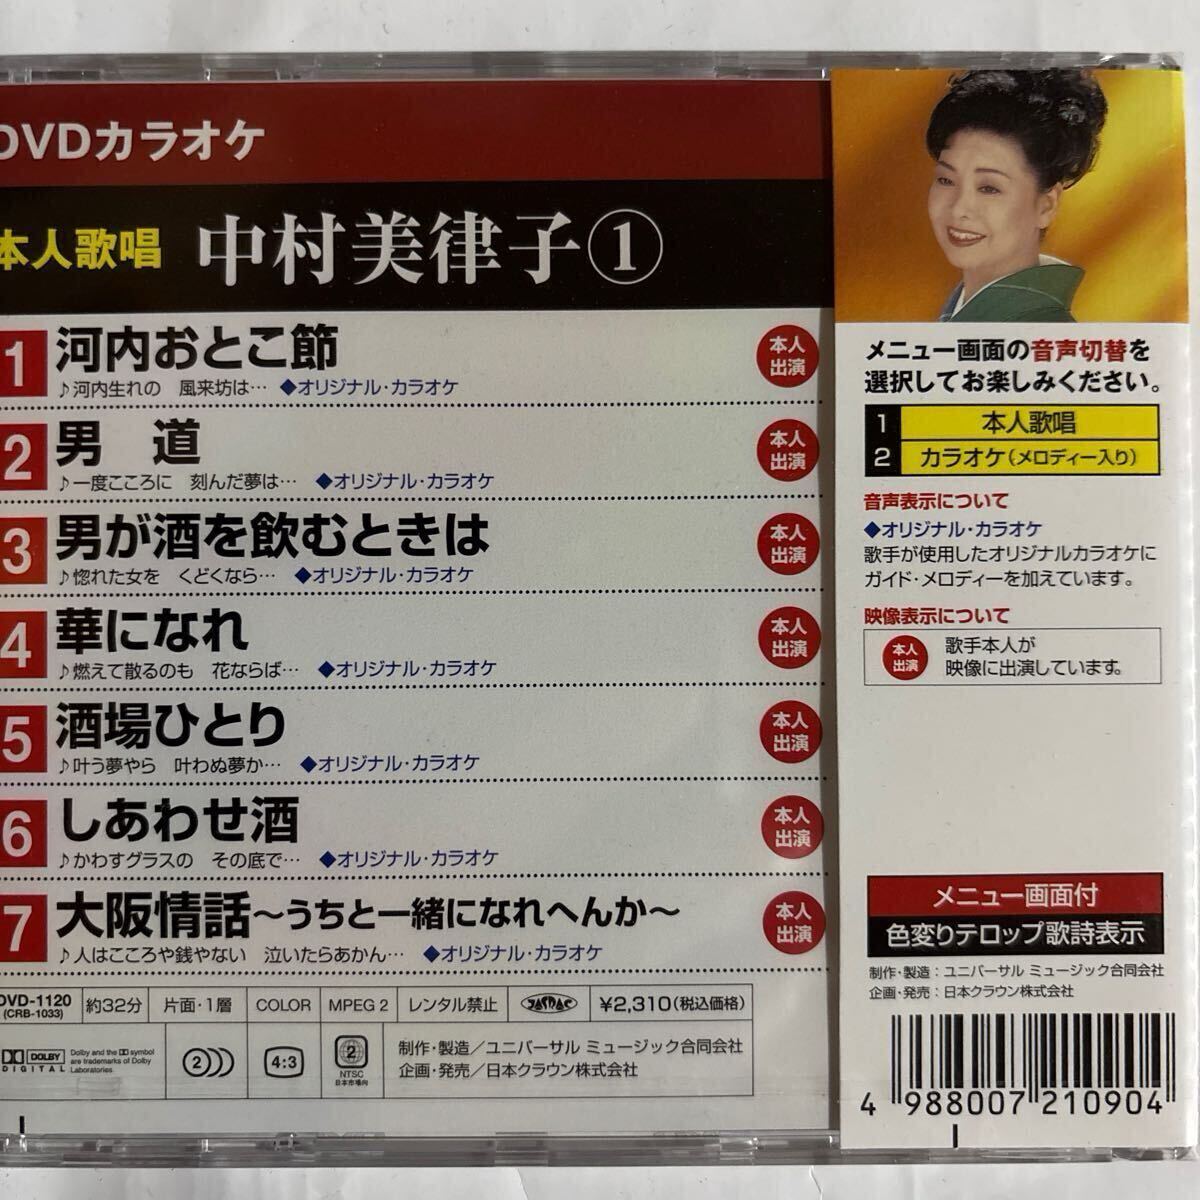 DVDカラオケ
本人歌唱 中村美律子①
1 河内おとこ節
♪河内生れの 風来坊は… ◆オリジナル・カラオケ
本人出演
2 男 道
♪一度こころに 刻んだ夢は… ◆オリジナル・カラオケ
本人出演
3 男が酒を飲むときは
♪惚れた女を くどくなら… ◆オリジナル・カラオケ
本人出演
4 華になれ
♪燃えて散るのも 花ならば… ◆オリジナル・カラオケ
本人出演
5 酒場ひとり
♪叶う夢やら 叶わぬ夢か… ◆オリジナル・カラオケ
本人出演
6 しあわせ酒
♪かわすグラスの その底で… ◆オリジナル・カラオケ
本人出演
7 大阪情話〜うちと一緒になれへんか〜
♪人はこころや銭やない 泣いたらあかん… ◆オリジナル・カラオケ
本人出演
DVD-1120
(CRB-1033)
約32分 片面・1層 COLOR MPEG 2 レンタル禁止 JASRAC ¥2,310(税込価格)
DOLBY
DIGITAL
Dolby and the DD symbol
are trademarks of Dolby
Laboratories.
2
4:3
2
NTSC
日本市場向
制作・製造／ユニバーサル ミュージック合同会社
企画・発売／日本クラウン株式会社
メニュー画面の音声切替を
選択してお楽しみください。
1 本人歌唱
2 カラオケ(メロディー入り)
音声表示について
◆オリジナル・カラオケ
歌手が使用したオリジナルカラオケに
ガイド・メロディーを加えています。
映像表示について
本人出演
歌手本人が
映像に出演しています。
メニュー画面付
色変りテロップ歌詩表示
制作・製造：ユニバーサル ミュージック合同会社
企画・発売：日本クラウン株式会社
4 988007 210904